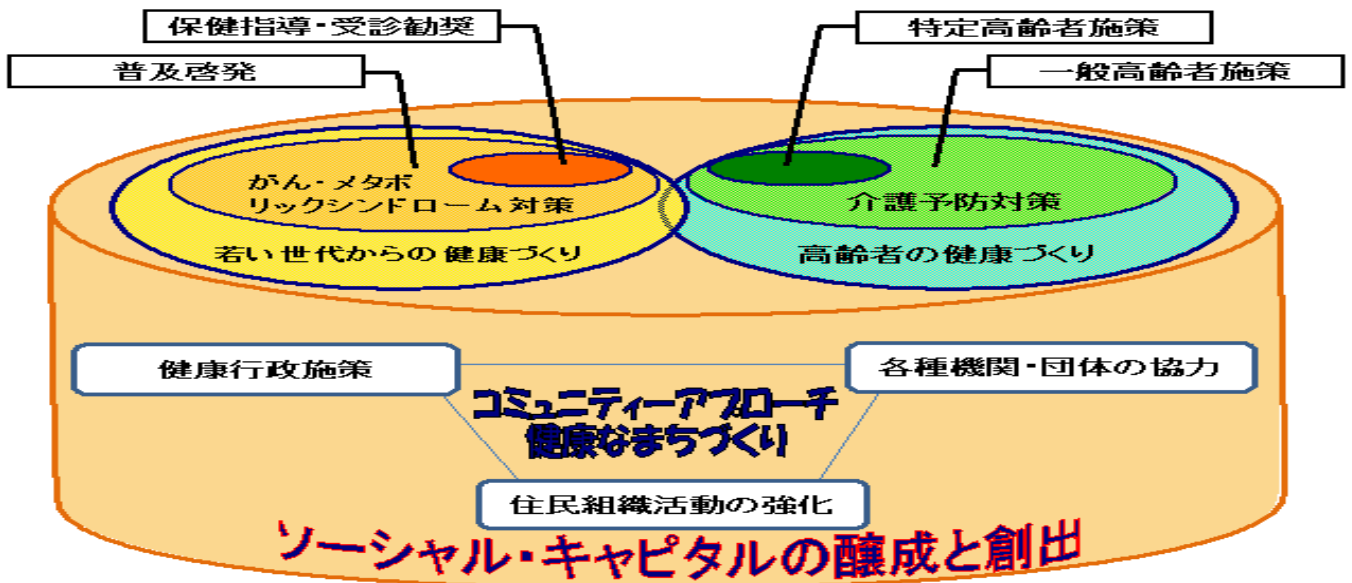 保健指導・受診勧奨
特定高齢者施策
普及啓発
一般高齢者施策
がん・メタボ
リックシンドローム対策
介護予防対策
若い世代からの健康づくり
高齢者の健康づくり
健康行政施策
各種機関・団体の協力
コミュニティーアプローチ
健康なまちづくり
住民組織活動の強化
ソーシャル・キャピタルの醸成と創出